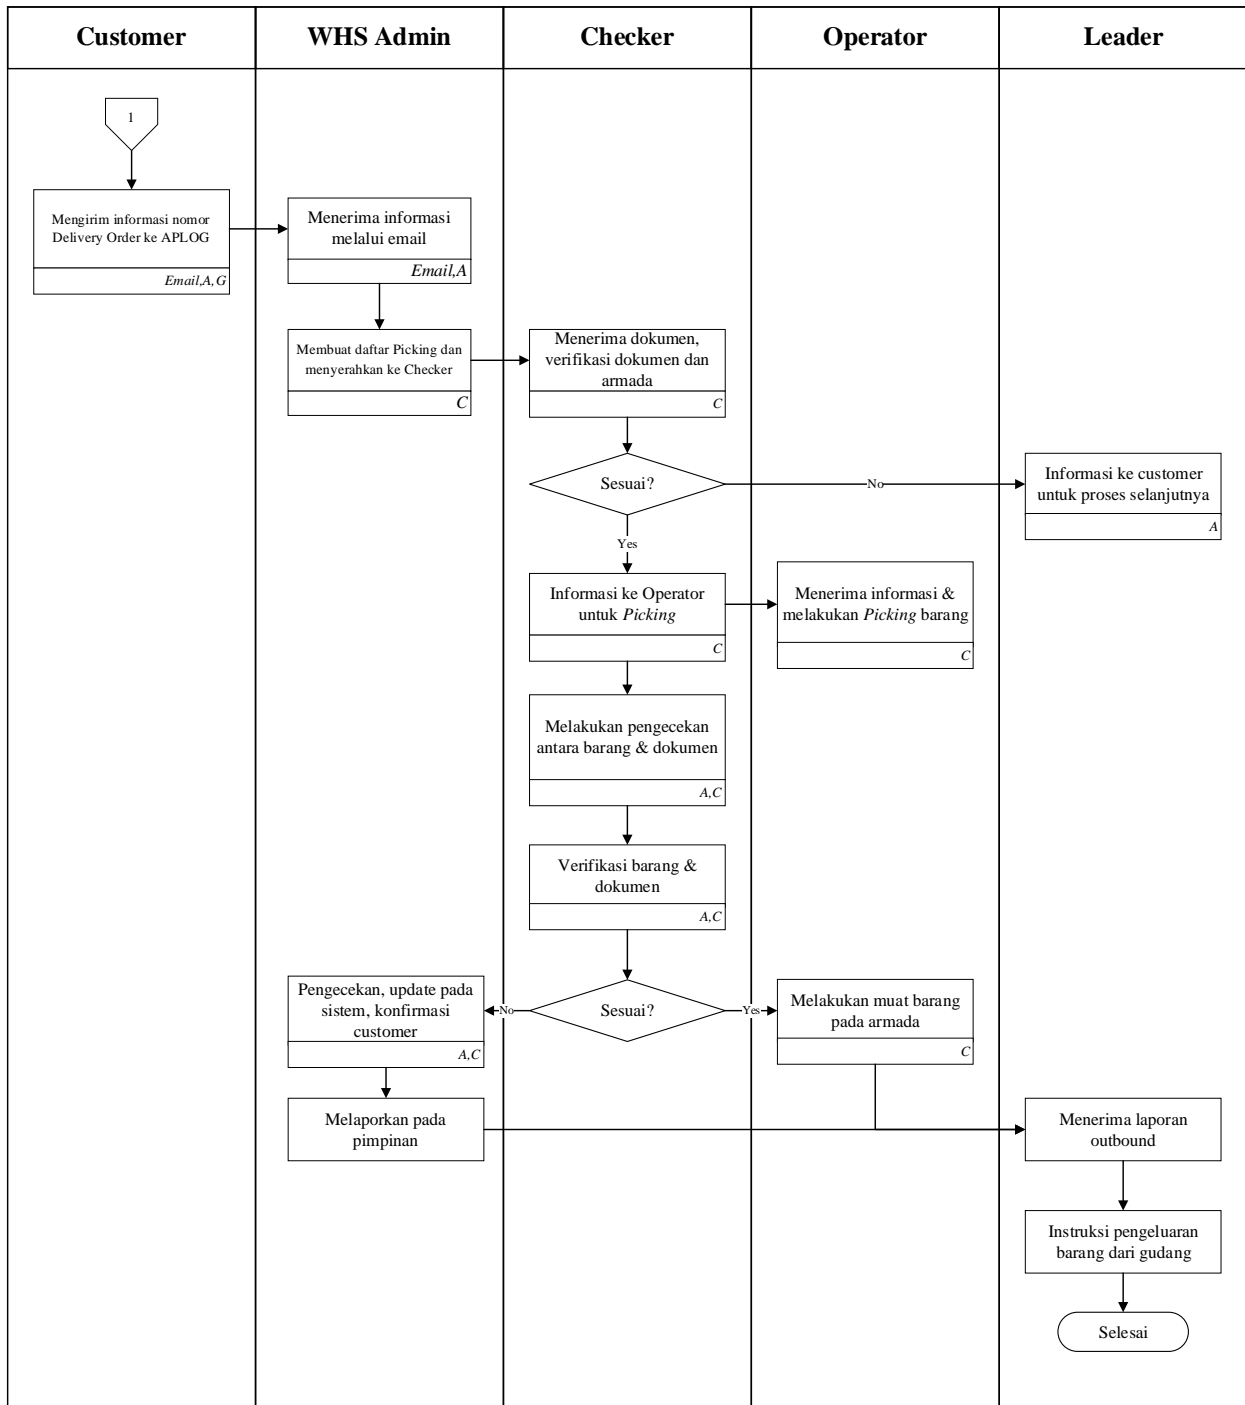 Customer
WHS Admin
Checker
Operator
Leader
1
Mengirim informasi nomor
Delivery Order ke APLOG
Email,A,G
Menerima informasi
melalui email
Email,A
Membuat daftar Picking dan
menyerahkan ke Checker
C
Menerima dokumen,
verifikasi dokumen dan
armada
C
Sesuai?
No
Informasi ke customer
untuk proses selanjutnya
A
Yes
Informasi ke Operator
untuk Picking
C
Menerima informasi &
melakukan Picking barang
C
Melakukan pengecekan
antara barang & dokumen
A,C
Verifikasi barang &
dokumen
A,C
Sesuai?
No
Yes
Pengecekan, update pada
sistem, konfirmasi
customer
A,C
Melakukan muat barang
pada armada
C
Melaporkan pada
pimpinan
Menerima laporan
outbound
Instruksi pengeluaran
barang dari gudang
Selesai